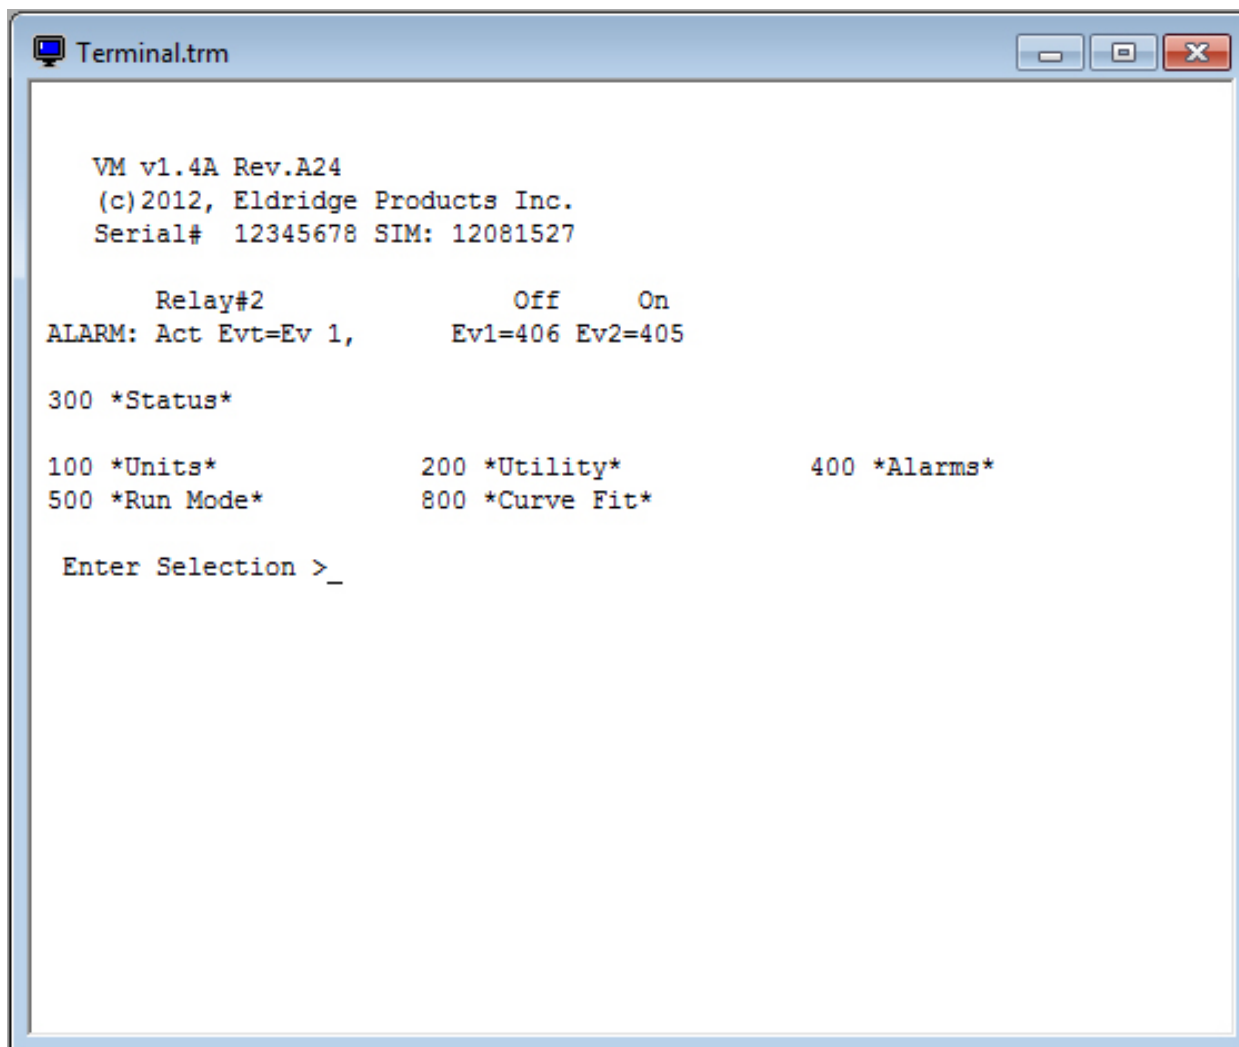 Terminal.trm
VM v1.4A Rev.A24
(c)2012, Eldridge Products Inc.
Serial#  12345678 SIM: 12081527
Relay#2                Off     On
ALARM: Act Evt=Ev 1,      Ev1=406 Ev2=405
300 *Status*
100 *Units*             200 *Utility*            400 *Alarms*
500 *Run Mode*          800 *Curve Fit*
Enter Selection >_